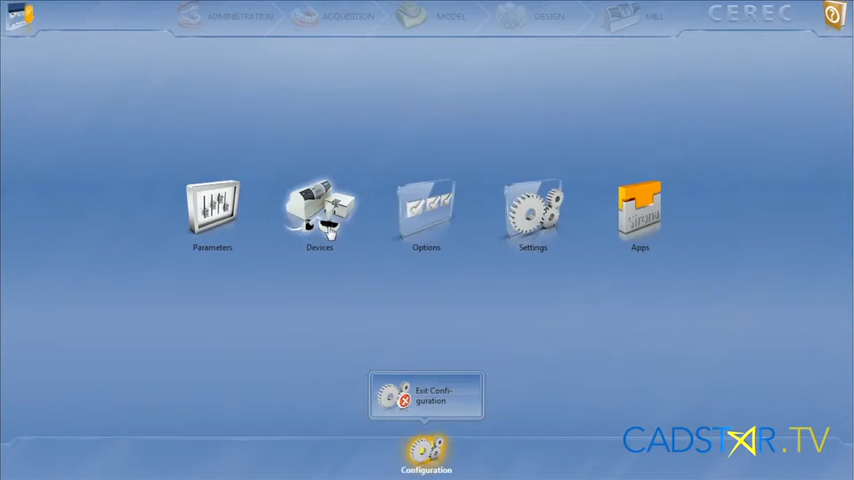 ADMINISTRATION
ACQUISITION
MODEL
DESIGN
MILL
CEREC
Parameters
Devices
Options
Settings
sirona
Apps
Exit Confi-
guration
CADSTAR.TV
Configuration